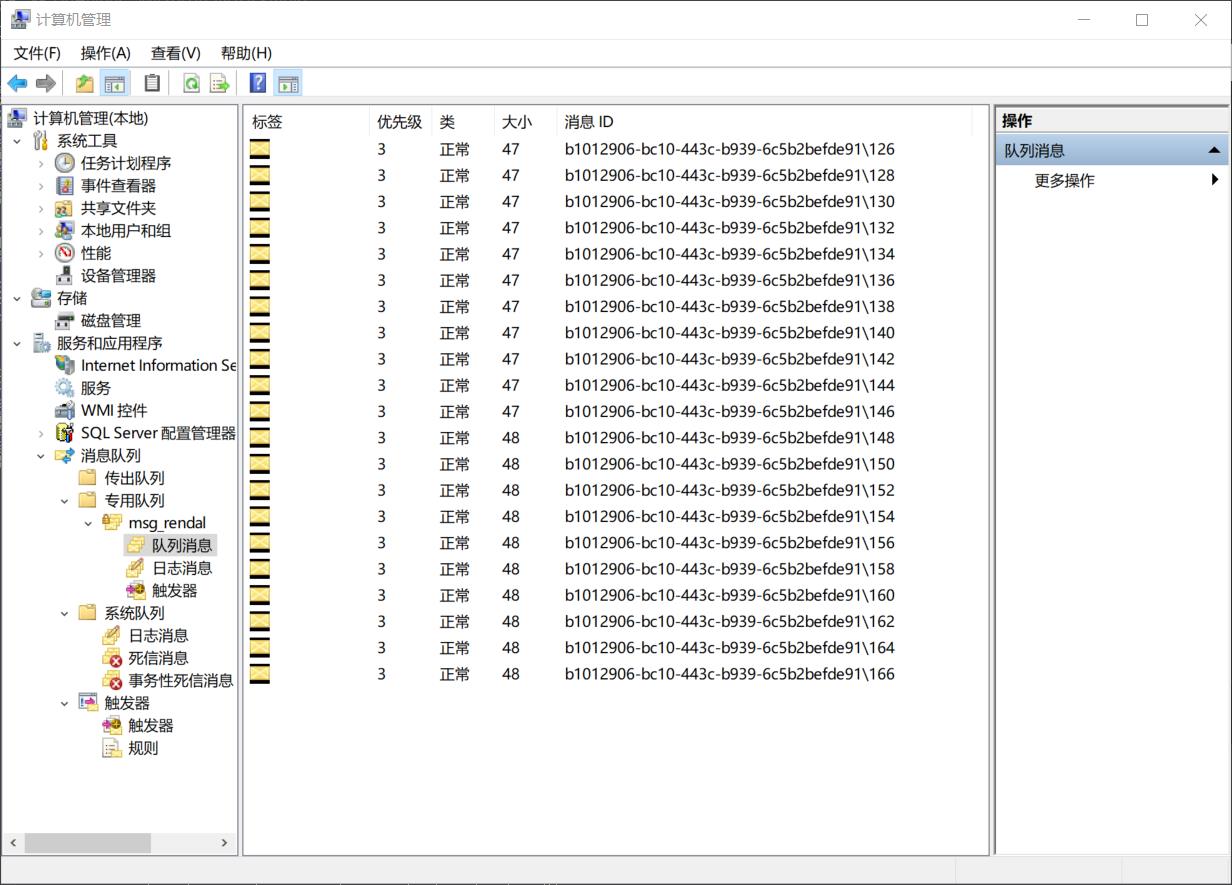 计算机管理
文件(F) 操作(A) 查看(V) 帮助(H)
计算机管理(本地)
系统工具
任务计划程序
事件查看器
共享文件夹
本地用户和组
性能
设备管理器
存储
磁盘管理
服务和应用程序
Internet Information Se
服务
WMI 控件
SQL Server 配置管理器
消息队列
传出队列
专用队列
msg_rendal
队列消息
日志消息
触发器
系统队列
日志消息
死信消息
事务性死信消息
触发器
触发器
规则
标签 优先级 类 大小 消息 ID
3 正常 47 b1012906-bc10-443c-b939-6c5b2befde91\126
3 正常 47 b1012906-bc10-443c-b939-6c5b2befde91\128
3 正常 47 b1012906-bc10-443c-b939-6c5b2befde91\130
3 正常 47 b1012906-bc10-443c-b939-6c5b2befde91\132
3 正常 47 b1012906-bc10-443c-b939-6c5b2befde91\134
3 正常 47 b1012906-bc10-443c-b939-6c5b2befde91\136
3 正常 47 b1012906-bc10-443c-b939-6c5b2befde91\138
3 正常 47 b1012906-bc10-443c-b939-6c5b2befde91\140
3 正常 47 b1012906-bc10-443c-b939-6c5b2befde91\142
3 正常 47 b1012906-bc10-443c-b939-6c5b2befde91\144
3 正常 47 b1012906-bc10-443c-b939-6c5b2befde91\146
3 正常 48 b1012906-bc10-443c-b939-6c5b2befde91\148
3 正常 48 b1012906-bc10-443c-b939-6c5b2befde91\150
3 正常 48 b1012906-bc10-443c-b939-6c5b2befde91\152
3 正常 48 b1012906-bc10-443c-b939-6c5b2befde91\154
3 正常 48 b1012906-bc10-443c-b939-6c5b2befde91\156
3 正常 48 b1012906-bc10-443c-b939-6c5b2befde91\158
3 正常 48 b1012906-bc10-443c-b939-6c5b2befde91\160
3 正常 48 b1012906-bc10-443c-b939-6c5b2befde91\162
3 正常 48 b1012906-bc10-443c-b939-6c5b2befde91\164
3 正常 48 b1012906-bc10-443c-b939-6c5b2befde91\166
操作
队列消息
更多操作